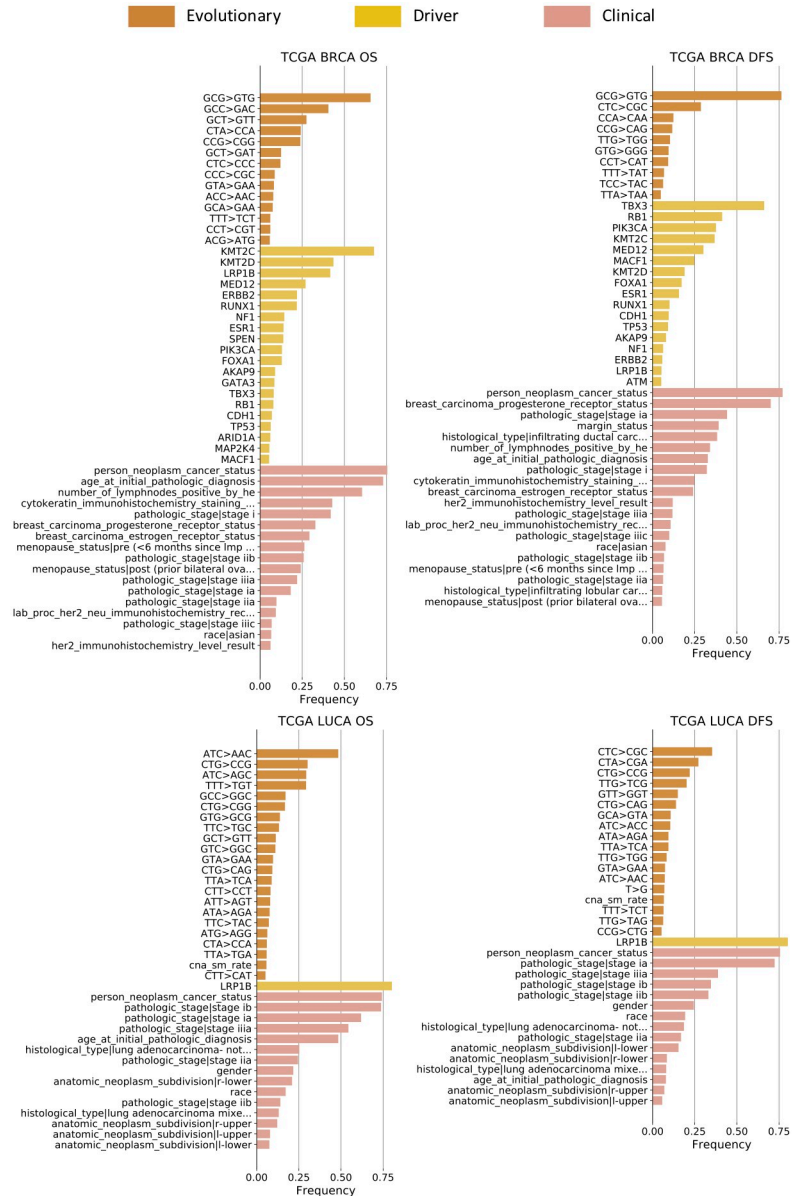 Evolutionary Driver Clinical
TCGA BRCA OS
GCG>GTG
GCC>GAC
GCT>GTT
CTA>CCA
CCG>CGG
GCT>GAT
CTC>CCC
CCC>CGC
GTA>GAA
ACC>AAC
GCA>GAA
TTT>TCT
CCT>CGT
ACG>ATG
KMT2C
KMT2D
LRP1B
MED12
ERBB2
RUNX1
NF1
ESR1
SPEN
PIK3CA
FOXA1
AKAP9
GATA3
TBX3
RB1
CDH1
TP53
ARID1A
MAP2K4
MACF1
person_neoplasm_cancer_status
age_at_initial_pathologic_diagnosis
number_of_lymphnodes_positive_by_he
cytokeratin_immunohistochemistry_staining_...
pathologic_stage|stage i
breast_carcinoma_progesterone_receptor_status
breast_carcinoma_estrogen_receptor_status
menopause_status|pre (<6 months since lmp ...
pathologic_stage|stage iib
menopause_status|post (prior bilateral ova...
pathologic_stage|stage iiia
pathologic_stage|stage ia
pathologic_stage|stage iia
lab_proc_her2_neu_immunohistochemistry_rec...
pathologic_stage|stage iiic
race|asian
her2_immunohistochemistry_level_result
0.00 0.25 0.50 0.75
Frequency
TCGA BRCA DFS
GCG>GTG
CTC>CGC
CCA>CAA
CCG>CAG
TTG>TGG
GTG>GGG
CCT>CAT
TTT>TAT
TCC>TAC
TTA>TAA
TBX3
RB1
PIK3CA
KMT2C
MED12
MACF1
KMT2D
FOXA1
ESR1
RUNX1
CDH1
TP53
AKAP9
NF1
ERBB2
LRP1B
ATM
person_neoplasm_cancer_status
breast_carcinoma_progesterone_receptor_status
pathologic_stage|stage ia
margin_status
histological_type|infiltrating ductal carc...
number_of_lymphnodes_positive_by_he
age_at_initial_pathologic_diagnosis
pathologic_stage|stage i
cytokeratin_immunohistochemistry_staining_...
breast_carcinoma_estrogen_receptor_status
her2_immunohistochemistry_level_result
pathologic_stage|stage iiia
lab_proc_her2_neu_immunohistochemistry_rec...
pathologic_stage|stage iiic
race|asian
pathologic_stage|stage iib
menopause_status|pre (<6 months since lmp ...
pathologic_stage|stage iia
histological_type|infiltrating lobular car...
menopause_status|post (prior bilateral ova...
0.00 0.25 0.50 0.75
Frequency
TCGA LUCA OS
ATC>AAC
CTG>CCG
ATC>AGC
TTT>TGT
GCC>GGC
CTG>CGG
GTG>GCG
TTC>TGC
GCT>GTT
GTC>GGC
GTA>GAA
CTG>CAG
TTA>TCA
CTT>CCT
ATT>AGT
ATA>AGA
TTC>TAC
ATG>AGG
CTA>CCA
TTA>TGA
cna_sm_rate
CTT>CAT
LRP1B
person_neoplasm_cancer_status
pathologic_stage|stage ib
pathologic_stage|stage ia
pathologic_stage|stage iiia
age_at_initial_pathologic_diagnosis
histological_type|lung adenocarcinoma- not...
pathologic_stage|stage iia
gender
anatomic_neoplasm_subdivision|r-lower
race
pathologic_stage|stage iib
histological_type|lung adenocarcinoma mixe...
anatomic_neoplasm_subdivision|r-upper
anatomic_neoplasm_subdivision|l-upper
anatomic_neoplasm_subdivision|l-lower
0.00 0.25 0.50 0.75
Frequency
TCGA LUCA DFS
CTC>CGC
CTA>CGA
CTG>CCG
TTG>TCG
GTT>GGT
CTG>CAG
GCA>GTA
ATC>ACC
ATA>AGA
TTA>TCA
TTG>TGG
GTA>GAA
ATC>AAC
T>G
cna_sm_rate
TTT>TCT
TTG>TAG
CCG>CTG
LRP1B
person_neoplasm_cancer_status
pathologic_stage|stage ia
pathologic_stage|stage iiia
pathologic_stage|stage ib
pathologic_stage|stage iib
gender
race
histological_type|lung adenocarcinoma- not...
pathologic_stage|stage iia
anatomic_neoplasm_subdivision|l-lower
anatomic_neoplasm_subdivision|r-lower
histological_type|lung adenocarcinoma mixe...
age_at_initial_pathologic_diagnosis
anatomic_neoplasm_subdivision|r-upper
anatomic_neoplasm_subdivision|l-upper
0.00 0.25 0.50 0.75
Frequency